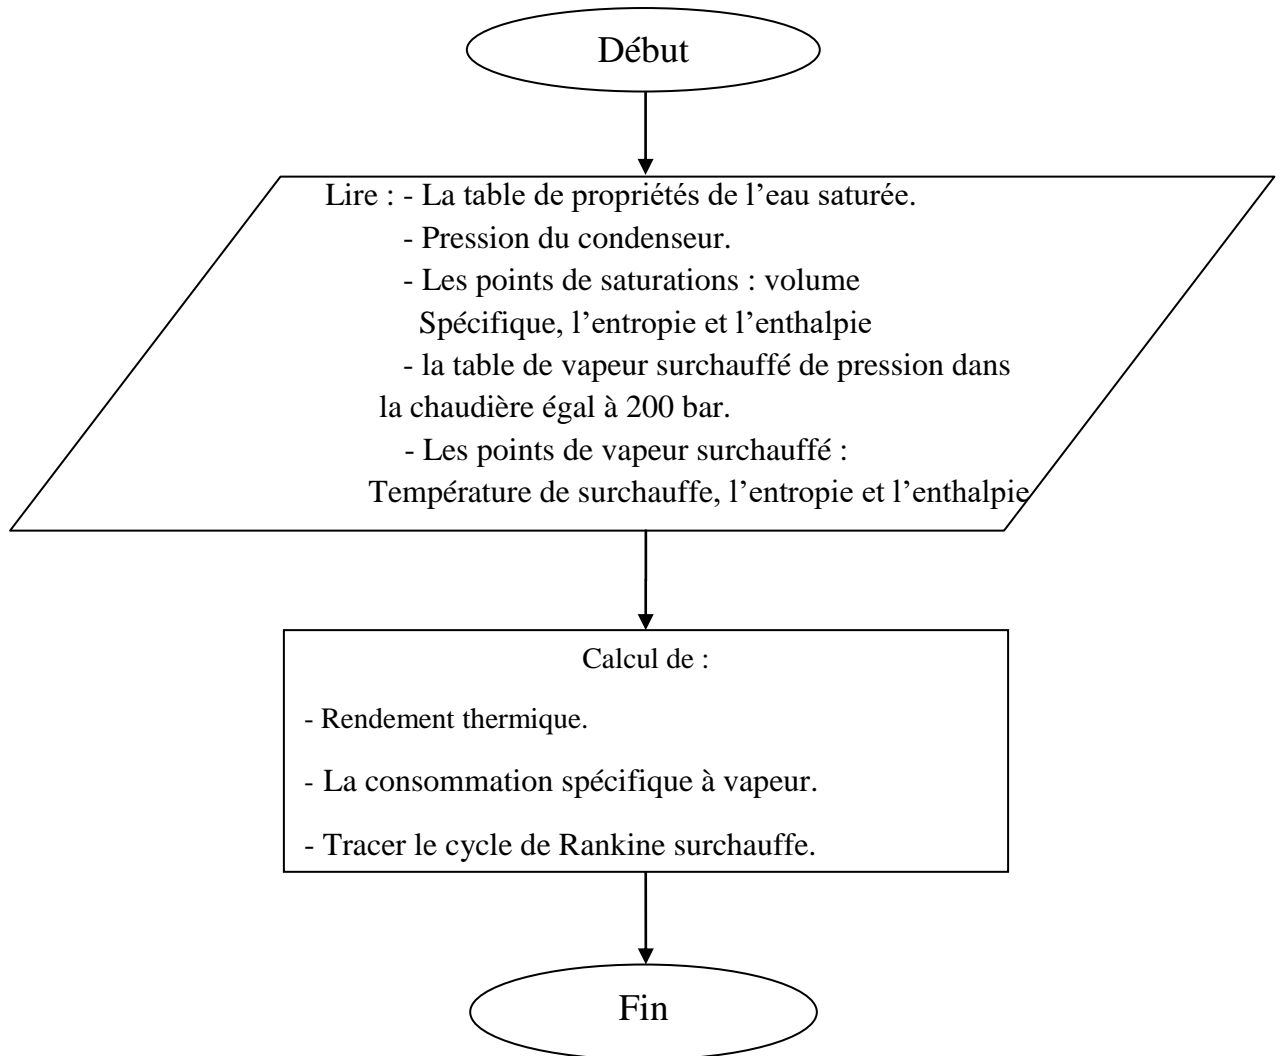 Début
Lire : - La table de propriétés de l’eau saturée.
- Pression du condenseur.
- Les points de saturations : volume
Spécifique, l’entropie et l’enthalpie
- la table de vapeur surchauffé de pression dans
la chaudière égal à 200 bar.
- Les points de vapeur surchauffé :
Température de surchauffe, l’entropie et l’enthalpie
Calcul de :
- Rendement thermique.
- La consommation spécifique à vapeur.
- Tracer le cycle de Rankine surchauffe.
Fin